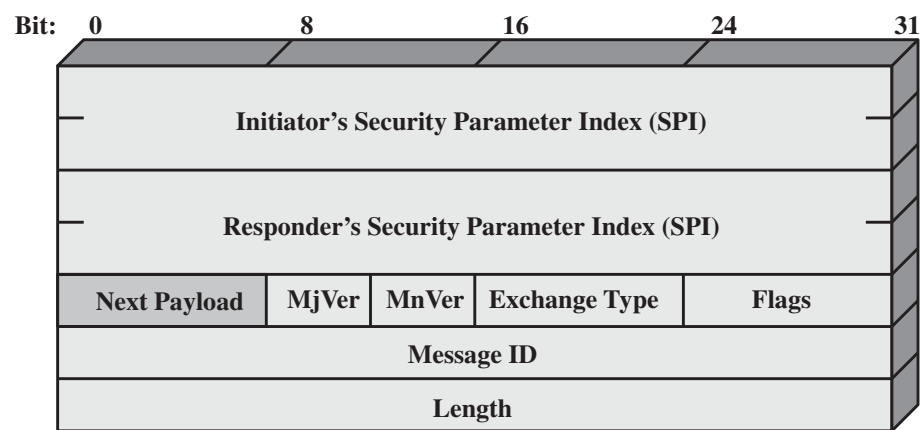 Bit: 0 8 16 24 31
Initiator's Security Parameter Index (SPI)
Responder's Security Parameter Index (SPI)
Next Payload MjVer MnVer Exchange Type Flags
Message ID
Length